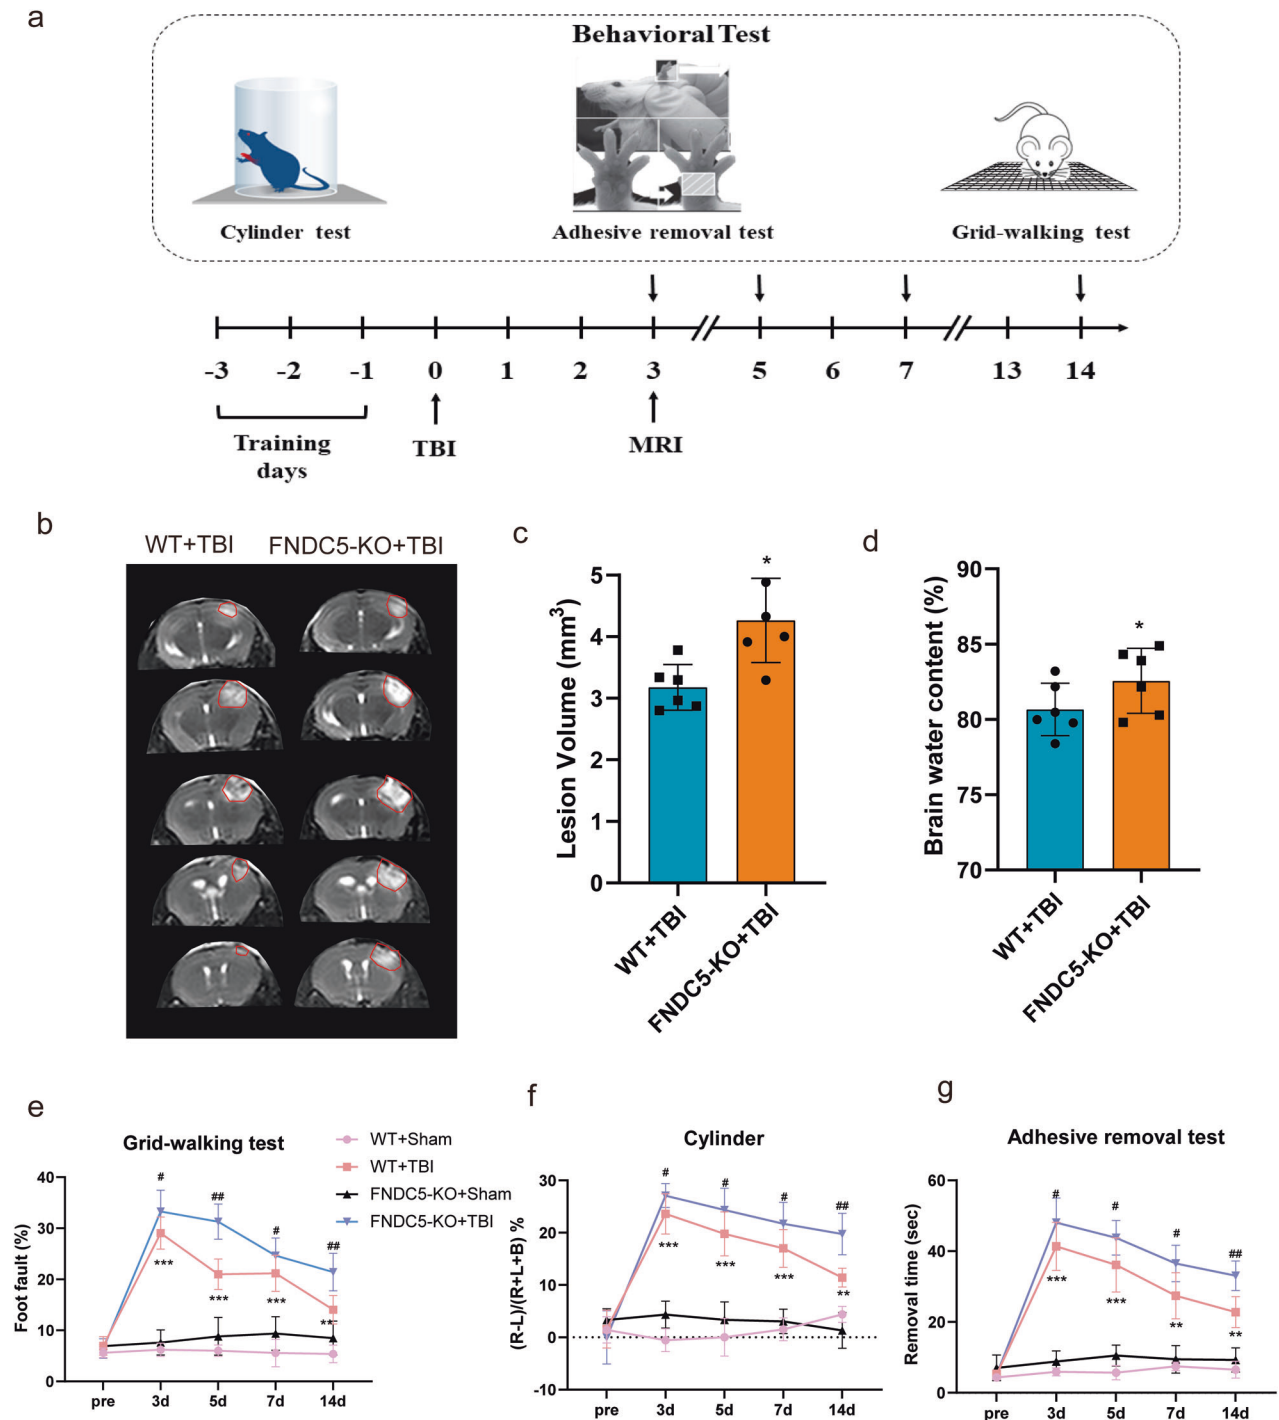 a
Behavioral Test
Cylinder test
Adhesive removal test
Grid-walking test
-3 -2 -1 0 1 2 3 5 6 7 13 14
Training
days
TBI
MRI
b
WT+TBI FNDC5-KO+TBI
c
Lesion Volume (mm³)
5
4
3
2
1
0
*
WT+TBI
FNDC5-KO+TBI
d
Brain water content (%)
90
85
80
75
70
*
WT+TBI
FNDC5-KO+TBI
e
Grid-walking test
Foot fault (%)
40
30
20
10
0
# ## # ##
*** *** *** **
pre 3d 5d 7d 14d
WT+Sham
WT+TBI
FNDC5-KO+Sham
FNDC5-KO+TBI
f
Cylinder
(R-L)/(R+L+B) %
30
20
10
0
-10
# # # ##
*** *** *** **
pre 3d 5d 7d 14d
g
Adhesive removal test
Removal time (sec)
60
40
20
0
# # # ##
*** *** ** **
pre 3d 5d 7d 14d